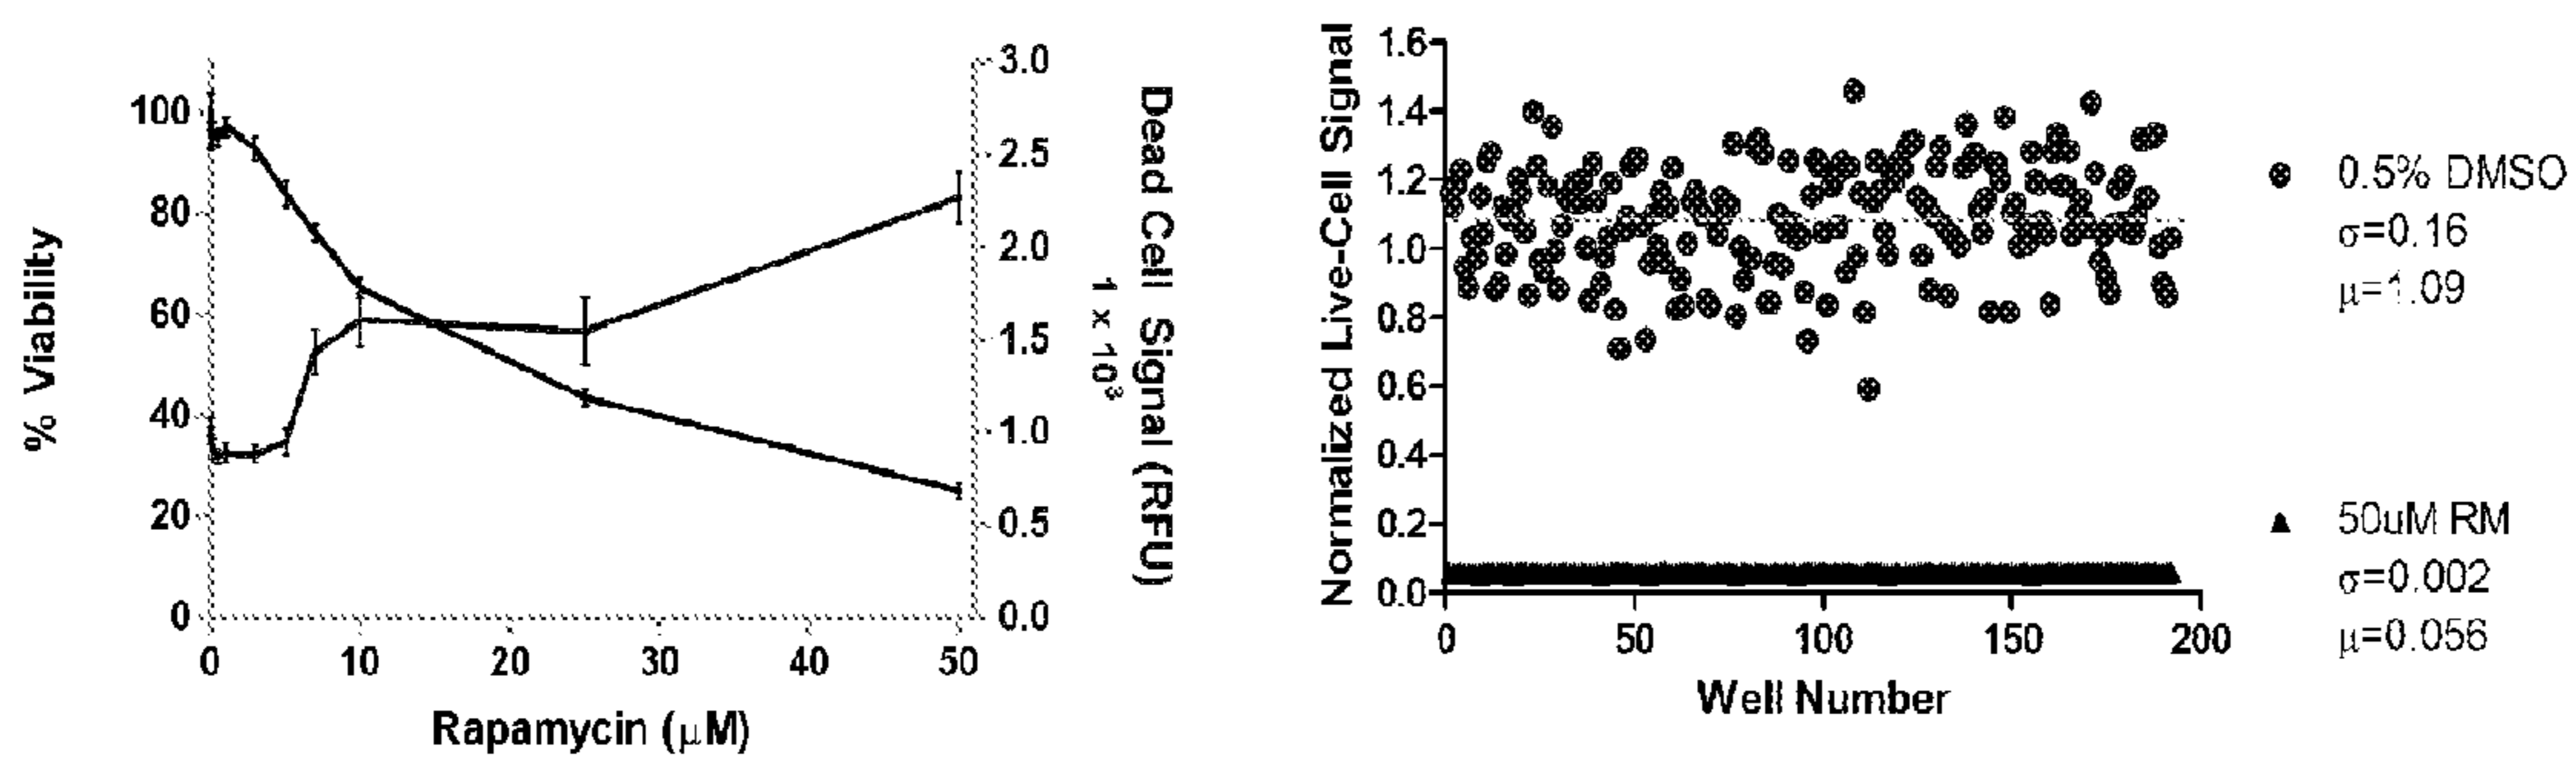 % Viability
100
80
60
40
20
0
0 10 20 30 40 50
Rapamycin (μM)
3.0
2.5
2.0
1.5
1.0
0.5
0.0
Dead Cell Signal (RFU)
1 x 10³
Normalized Live-Cell Signal
1.6
1.4
1.2
1.0
0.8
0.6
0.4
0.2
0.0
0 50 100 150 200
Well Number
0.5% DMSO
σ=0.16
μ=1.09
50uM RM
σ=0.002
μ=0.056